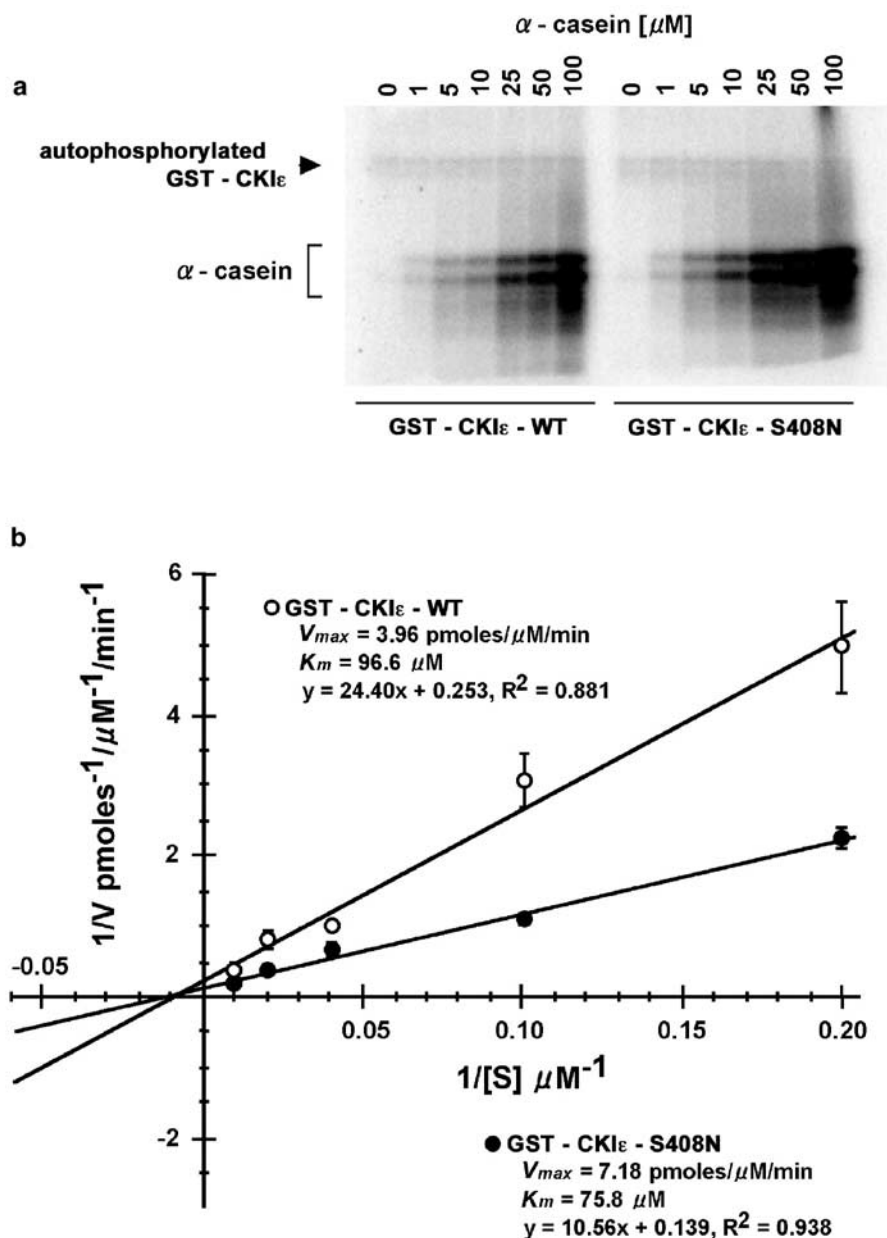 α - casein [μM]
a
0 1 5 10 25 50 100 0 1 5 10 25 50 100
autophosphorylated
GST - CKIε
α - casein
GST - CKIε - WT GST - CKIε - S408N
b
1/V pmoles⁻¹/μM⁻¹/min⁻¹
6
4
2
-2
GST - CKIε - WT
Vmax = 3.96 pmoles/μM/min
Km = 96.6 μM
y = 24.40x + 0.253, R² = 0.881
-0.05 0.05 0.10 0.15 0.20
1/[S] μM⁻¹
GST - CKIε - S408N
Vmax = 7.18 pmoles/μM/min
Km = 75.8 μM
y = 10.56x + 0.139, R² = 0.938